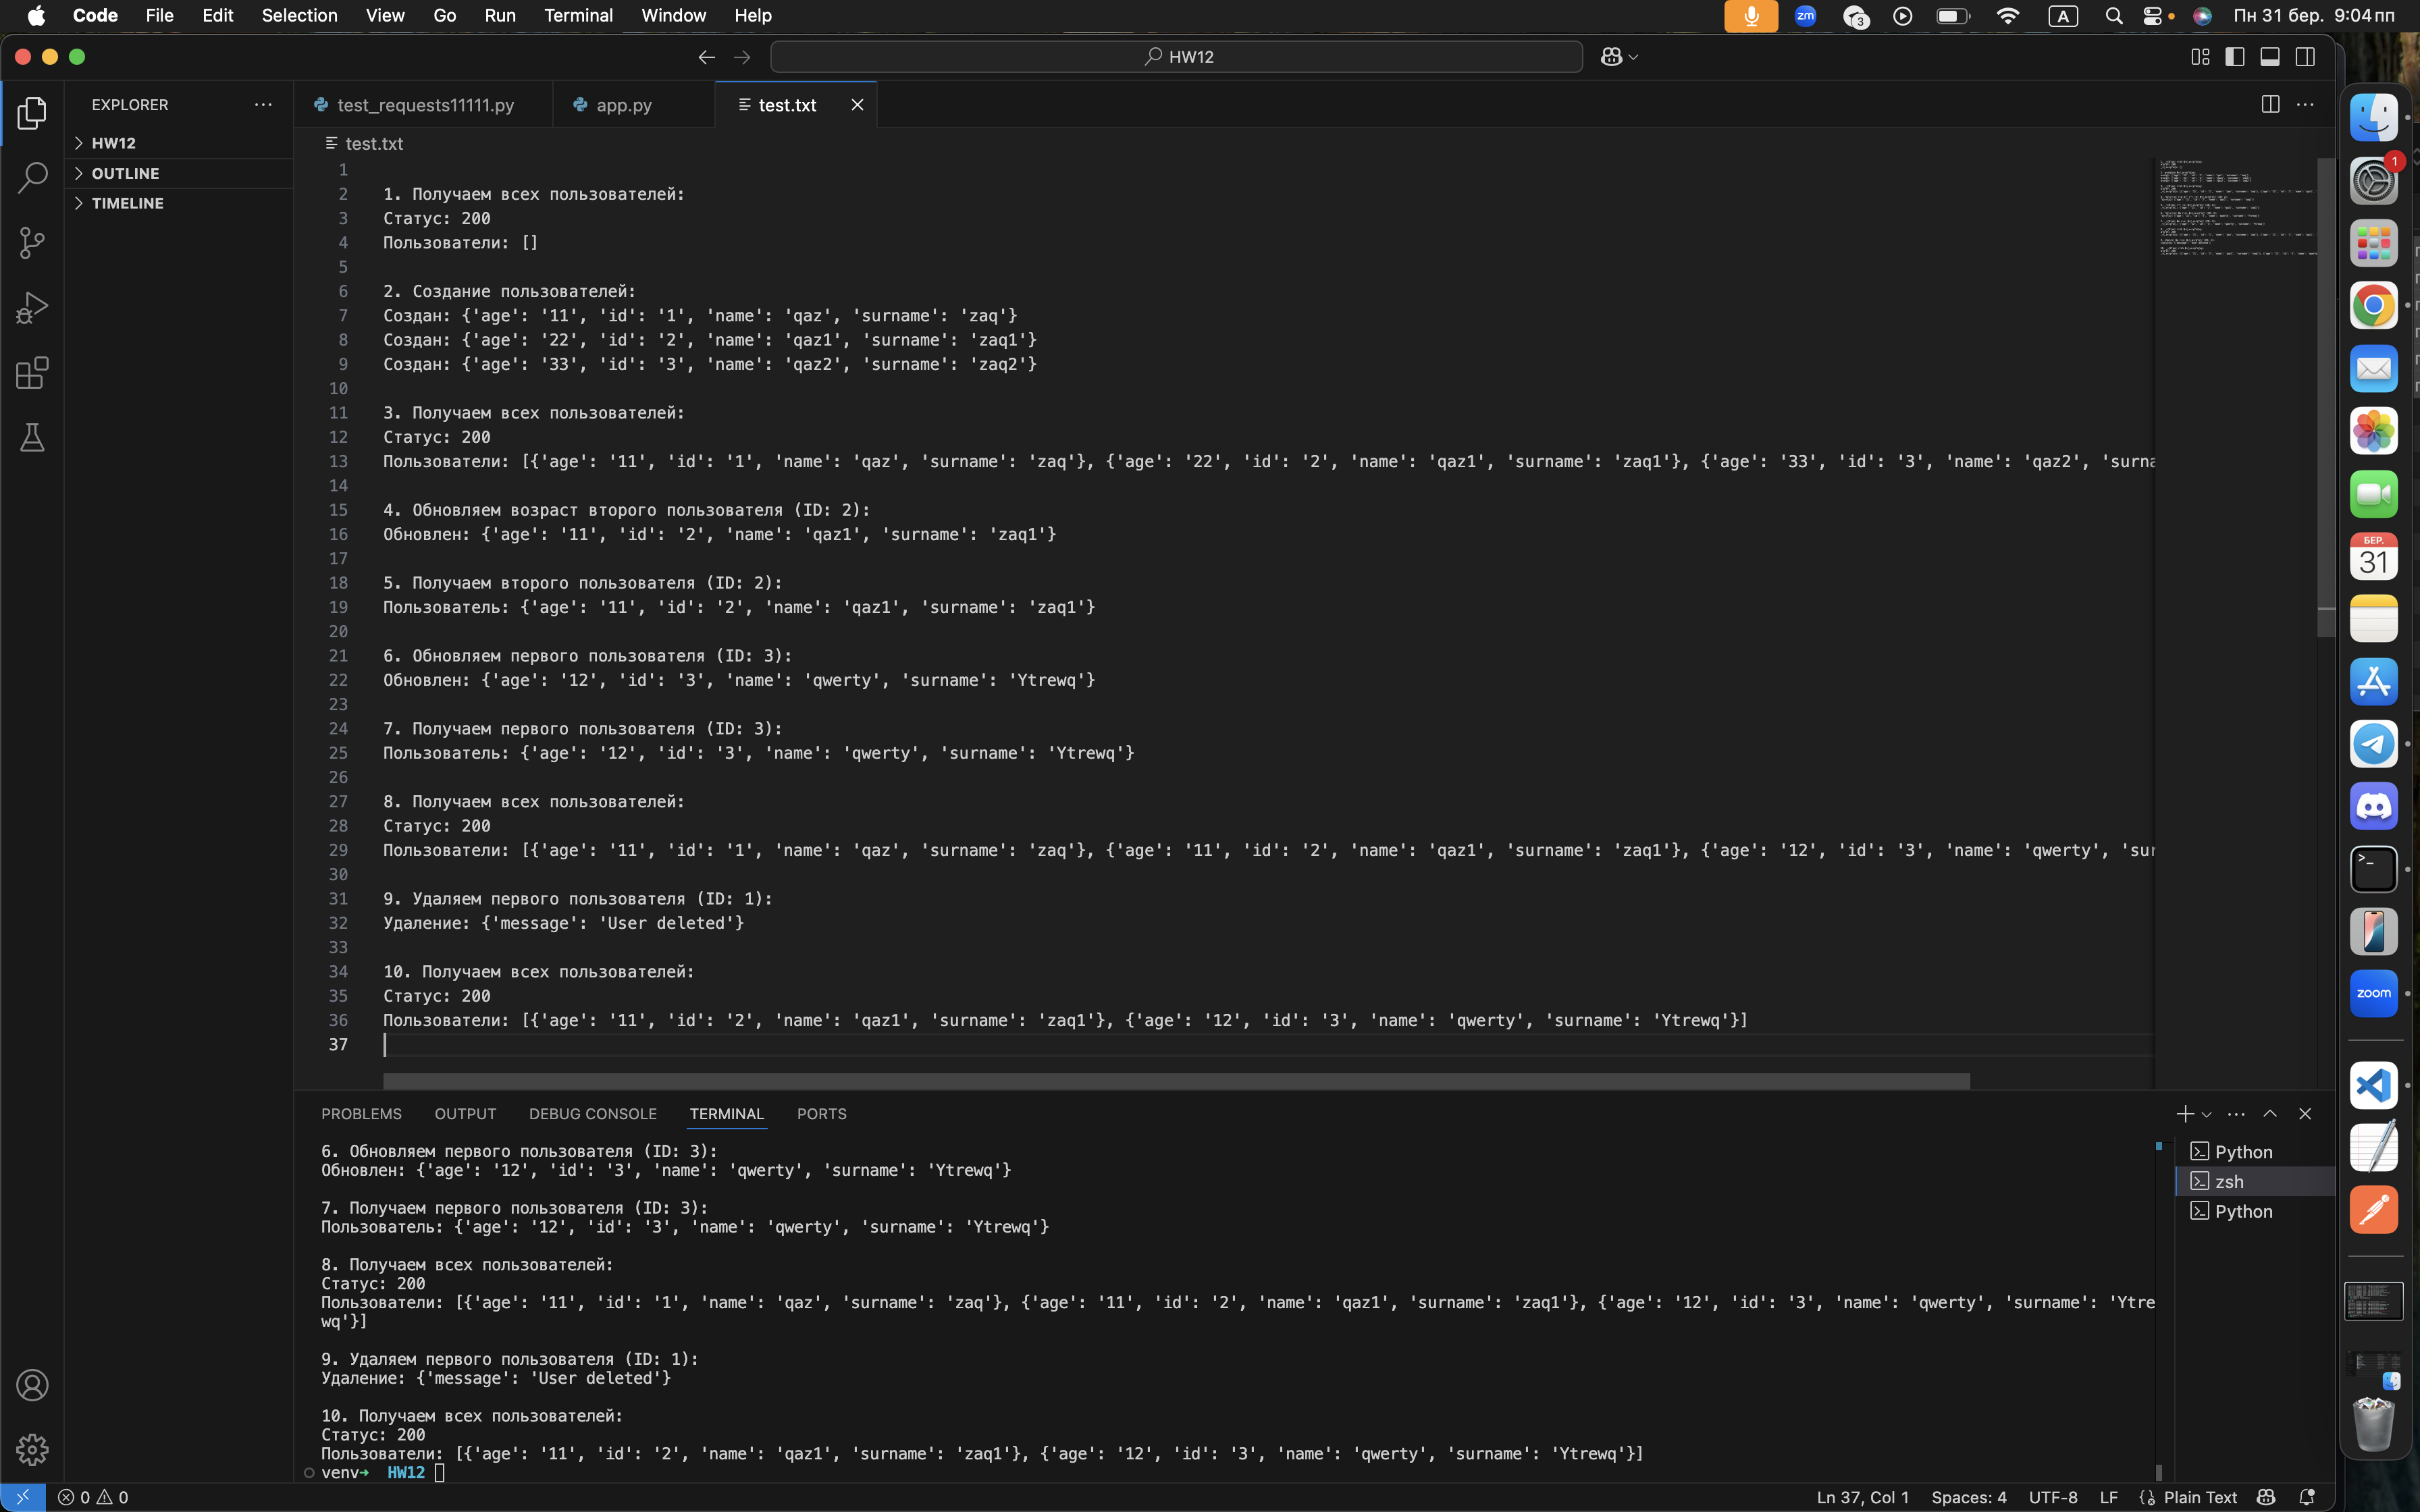 Code File Edit Selection View Go Run Terminal Window Help
zm 3 A Пн 31 бер. 9:04 пп
HW12
EXPLORER
HW12
OUTLINE
TIMELINE
test_requests11111.py app.py test.txt
test.txt
1
2 1. Получаем всех пользователей:
3 Статус: 200
4 Пользователи: []
5
6 2. Создание пользователей:
7 Создан: {'age': '11', 'id': '1', 'name': 'qaz', 'surname': 'zaq'}
8 Создан: {'age': '22', 'id': '2', 'name': 'qaz1', 'surname': 'zaq1'}
9 Создан: {'age': '33', 'id': '3', 'name': 'qaz2', 'surname': 'zaq2'}
10
11 3. Получаем всех пользователей:
12 Статус: 200
13 Пользователи: [{'age': '11', 'id': '1', 'name': 'qaz', 'surname': 'zaq'}, {'age': '22', 'id': '2', 'name': 'qaz1', 'surname': 'zaq1'}, {'age': '33', 'id': '3', 'name': 'qaz2', 'surna
14
15 4. Обновляем возраст второго пользователя (ID: 2):
16 Обновлен: {'age': '11', 'id': '2', 'name': 'qaz1', 'surname': 'zaq1'}
17
18 5. Получаем второго пользователя (ID: 2):
19 Пользователь: {'age': '11', 'id': '2', 'name': 'qaz1', 'surname': 'zaq1'}
20
21 6. Обновляем первого пользователя (ID: 3):
22 Обновлен: {'age': '12', 'id': '3', 'name': 'qwerty', 'surname': 'Ytrewq'}
23
24 7. Получаем первого пользователя (ID: 3):
25 Пользователь: {'age': '12', 'id': '3', 'name': 'qwerty', 'surname': 'Ytrewq'}
26
27 8. Получаем всех пользователей:
28 Статус: 200
29 Пользователи: [{'age': '11', 'id': '1', 'name': 'qaz', 'surname': 'zaq'}, {'age': '11', 'id': '2', 'name': 'qaz1', 'surname': 'zaq1'}, {'age': '12', 'id': '3', 'name': 'qwerty', 'sur
30
31 9. Удаляем первого пользователя (ID: 1):
32 Удаление: {'message': 'User deleted'}
33
34 10. Получаем всех пользователей:
35 Статус: 200
36 Пользователи: [{'age': '11', 'id': '2', 'name': 'qaz1', 'surname': 'zaq1'}, {'age': '12', 'id': '3', 'name': 'qwerty', 'surname': 'Ytrewq'}]
37
PROBLEMS OUTPUT DEBUG CONSOLE TERMINAL PORTS
6. Обновляем первого пользователя (ID: 3):
Обновлен: {'age': '12', 'id': '3', 'name': 'qwerty', 'surname': 'Ytrewq'}
7. Получаем первого пользователя (ID: 3):
Пользователь: {'age': '12', 'id': '3', 'name': 'qwerty', 'surname': 'Ytrewq'}
8. Получаем всех пользователей:
Статус: 200
Пользователи: [{'age': '11', 'id': '1', 'name': 'qaz', 'surname': 'zaq'}, {'age': '11', 'id': '2', 'name': 'qaz1', 'surname': 'zaq1'}, {'age': '12', 'id': '3', 'name': 'qwerty', 'surname': 'Ytre
wq'}]
9. Удаляем первого пользователя (ID: 1):
Удаление: {'message': 'User deleted'}
10. Получаем всех пользователей:
Статус: 200
Пользователи: [{'age': '11', 'id': '2', 'name': 'qaz1', 'surname': 'zaq1'}, {'age': '12', 'id': '3', 'name': 'qwerty', 'surname': 'Ytrewq'}]
venv➜ HW12
Python
zsh
Python
0 0
Ln 37, Col 1 Spaces: 4 UTF-8 LF Plain Text
1
БЕР.
31
zoom